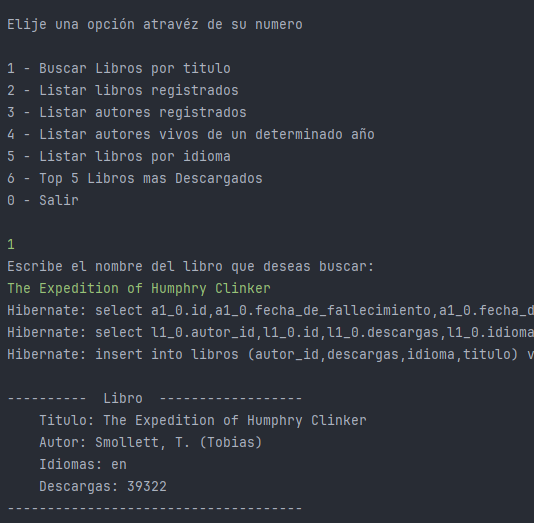 Elije una opción atravéz de su numero
1 - Buscar Libros por titulo
2 - Listar libros registrados
3 - Listar autores registrados
4 - Listar autores vivos de un determinado año
5 - Listar libros por idioma
6 - Top 5 Libros mas Descargados
0 - Salir
1
Escribe el nombre del libro que deseas buscar:
The Expedition of Humphry Clinker
Hibernate: select a1_0.id,a1_0.fecha_de_fallecimiento,a1_0.fecha_d
Hibernate: select l1_0.autor_id,l1_0.id,l1_0.descargas,l1_0.idioma
Hibernate: insert into libros (autor_id,descargas,idioma,titulo) v
----------  Libro  ------------------
    Titulo: The Expedition of Humphry Clinker
    Autor: Smollett, T. (Tobias)
    Idiomas: en
    Descargas: 39322
-------------------------------------